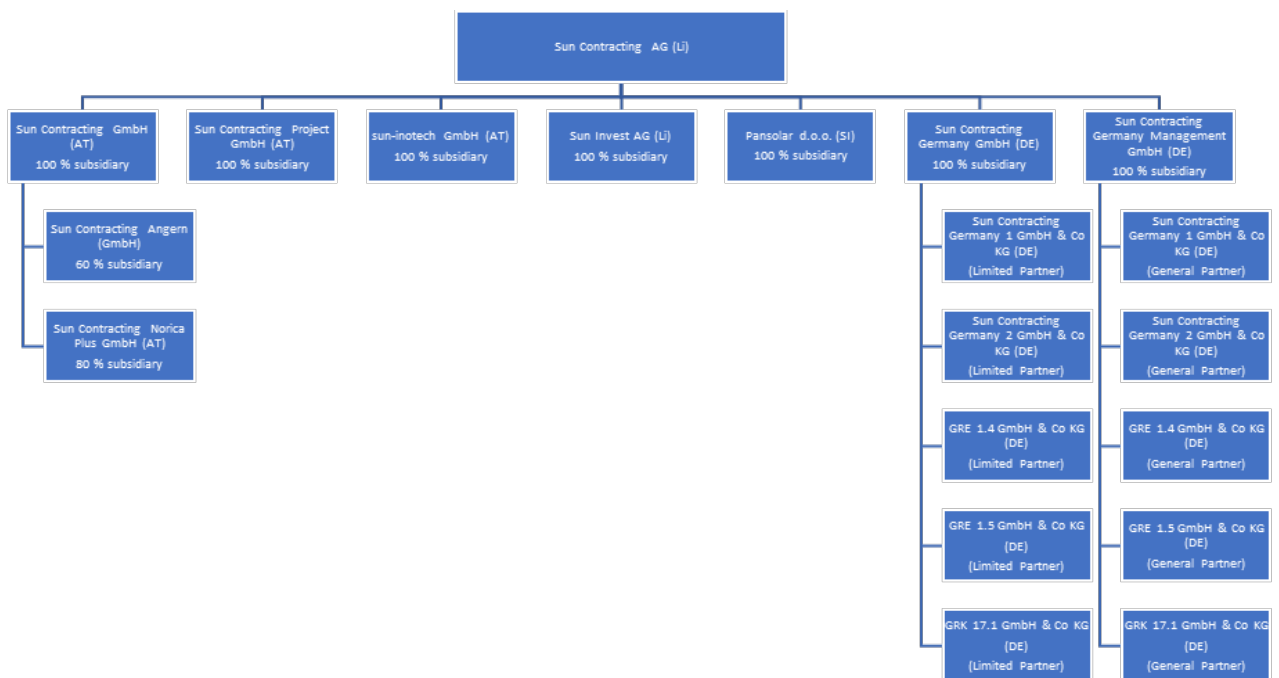 Sun Contracting AG (Li)
Sun Contracting GmbH
(AT)
100 % subsidiary
Sun Contracting Project
GmbH (AT)
100 % subsidiary
sun-inotech GmbH (AT)
100 % subsidiary
Sun Invest AG (Li)
100 % subsidiary
Pansolar d.o.o. (SI)
100 % subsidiary
Sun Contracting
Germany GmbH (DE)
100 % subsidiary
Sun Contracting
Germany Management
GmbH (DE)
100 % subsidiary
Sun Contracting Angern
(GmbH)
60 % subsidiary
Sun Contracting Norica
Plus GmbH (AT)
80 % subsidiary
Sun Contracting
Germany 1 GmbH & Co
KG (DE)
(Limited Partner)
Sun Contracting
Germany 2 GmbH & Co
KG (DE)
(Limited Partner)
GRE 1.4 GmbH & Co KG
(DE)
(Limited Partner)
GRE 1.5 GmbH & Co KG
(DE)
(Limited Partner)
GRK 17.1 GmbH & Co KG
(DE)
(Limited Partner)
Sun Contracting
Germany 1 GmbH & Co
KG (DE)
(General Partner)
Sun Contracting
Germany 2 GmbH & Co
KG (DE)
(General Partner)
GRE 1.4 GmbH & Co KG
(DE)
(General Partner)
GRE 1.5 GmbH & Co KG
(DE)
(General Partner)
GRK 17.1 GmbH & Co KG
(DE)
(General Partner)